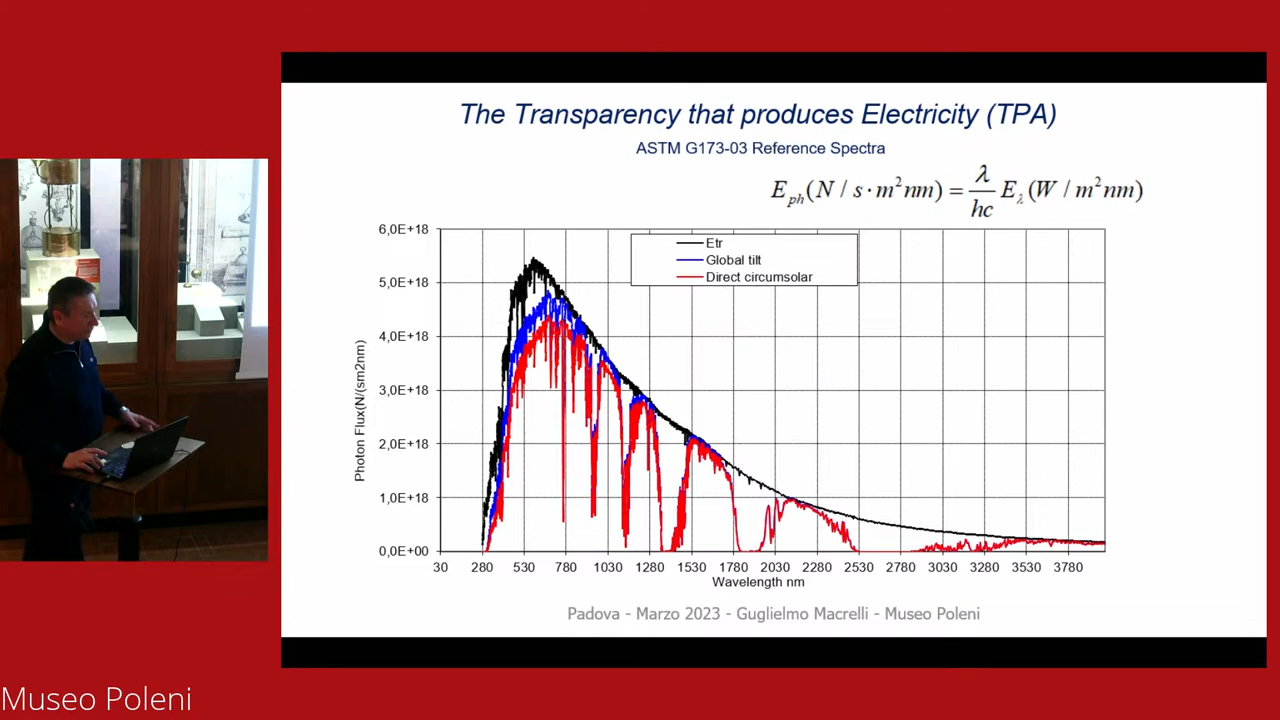 The Transparency that produces Electricity (TPA)
ASTM G173-03 Reference Spectra
E_ph (N / s·m²nm) = λ/hc E_λ (W / m²nm)
6,0E+18
5,0E+18
4,0E+18
3,0E+18
2,0E+18
1,0E+18
0,0E+00
Photon Flux(N/(sm2nm)
Etr
Global tilt
Direct circumsolar
30 280 530 780 1030 1280 1530 1780 2030 2280 2530 2780 3030 3280 3530 3780
Wavelength nm
Padova - Marzo 2023 - Guglielmo Macrelli - Museo Poleni
Museo Poleni